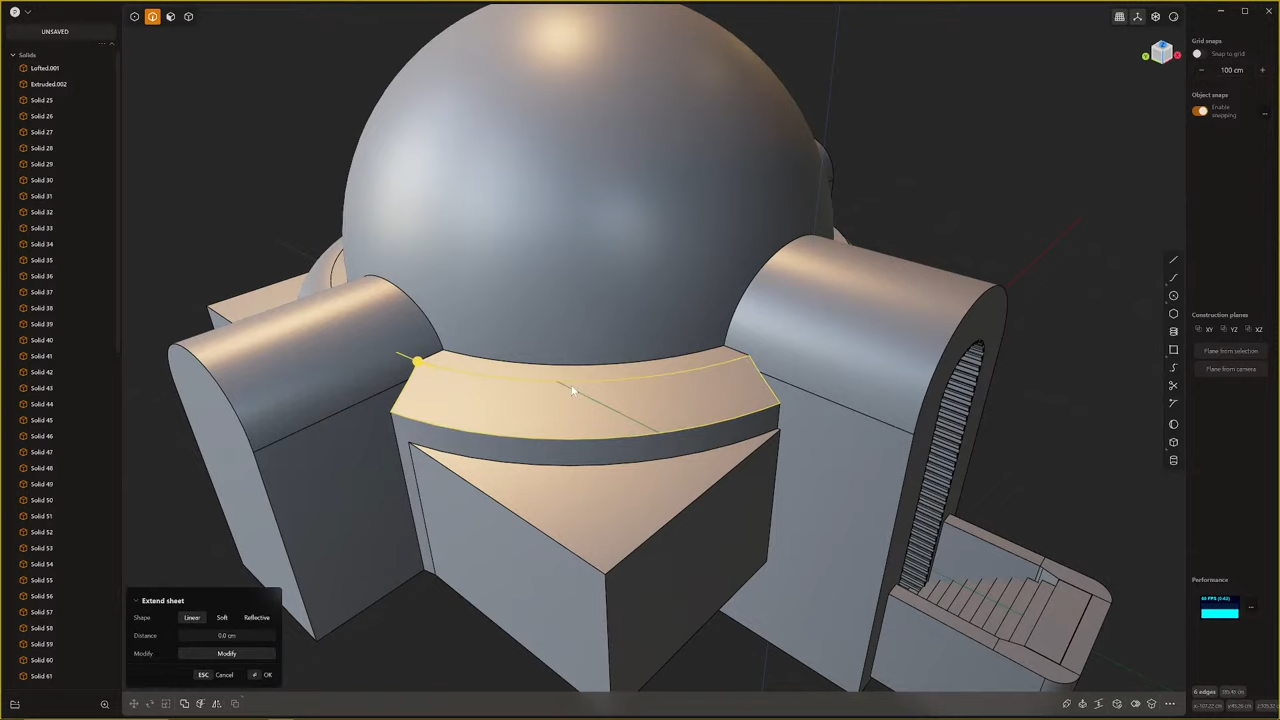 UNSAVED
Solids
Lofted.001
Extruded.002
Solid 25
Solid 26
Solid 27
Solid 28
Solid 29
Solid 30
Solid 31
Solid 32
Solid 33
Solid 34
Solid 35
Solid 36
Solid 37
Solid 38
Solid 39
Solid 40
Solid 41
Solid 42
Solid 43
Solid 44
Solid 45
Solid 46
Solid 47
Solid 48
Solid 49
Solid 50
Solid 51
Solid 52
Solid 53
Solid 54
Solid 55
Solid 56
Solid 57
Solid 58
Solid 59
Solid 60
Solid 61
Extend sheet
Shape Linear Soft Reflective
Distance 0.0 cm
Modify Modify
ESC Cancel OK
Y X
Grid snaps
Snap to grid
− 100 cm +
Object snaps
Enable snapping
Construction planes
XY YZ XZ
Plane from selection
Plane from camera
Performance
6 edges